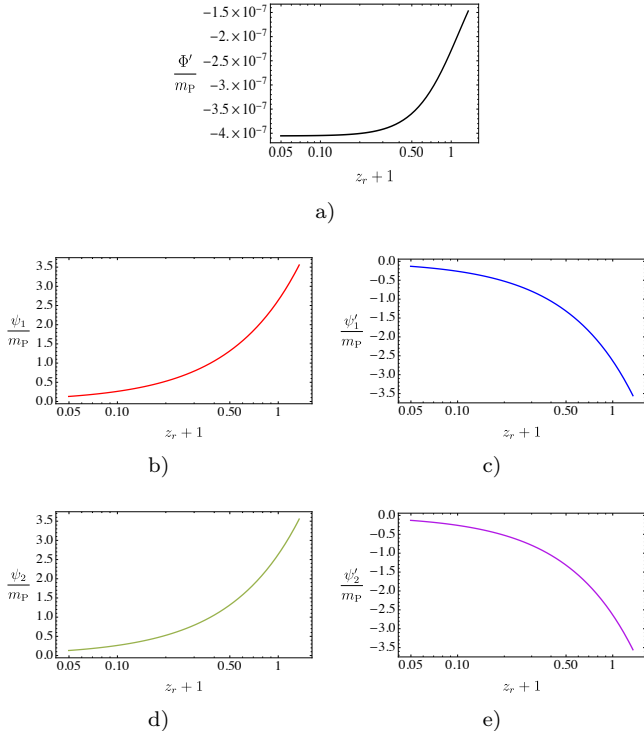 −1.5×10⁻⁷
−2.×10⁻⁷
−2.5×10⁻⁷
−3.×10⁻⁷
−3.5×10⁻⁷
−4.×10⁻⁷
Φ′
m_P
0.05 0.10 0.50 1
z_r + 1
a)
3.5
3.0
2.5
2.0
1.5
1.0
0.5
0.0
ψ₁
m_P
0.05 0.10 0.50 1
z_r + 1
b)
0.0
−0.5
−1.0
−1.5
−2.0
−2.5
−3.0
−3.5
ψ′₁
m_P
0.05 0.10 0.50 1
z_r + 1
c)
3.5
3.0
2.5
2.0
1.5
1.0
0.5
0.0
ψ₂
m_P
0.05 0.10 0.50 1
z_r + 1
d)
0.0
−0.5
−1.0
−1.5
−2.0
−2.5
−3.0
−3.5
ψ′₂
m_P
0.05 0.10 0.50 1
z_r + 1
e)